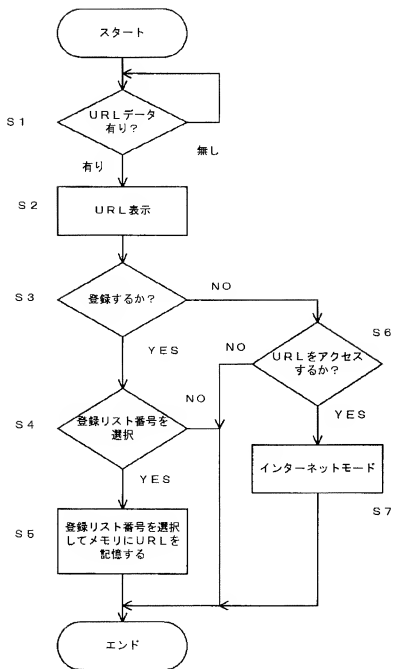 スタート
S1
URLデータ
有り?
無し
有り
S2
URL表示
S3
登録するか?
NO
S6
URLをアクセス
するか?
NO
YES
YES
S4
登録リスト番号を
選択
NO
YES
インターネットモード
S7
S5
登録リスト番号を選択
してメモリにURLを
記憶する
エンド